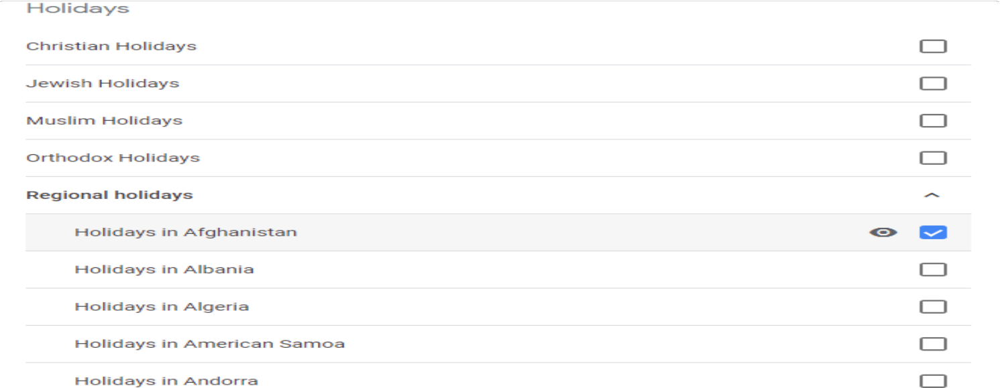 Holidays
Christian Holidays
Jewish Holidays
Muslim Holidays
Orthodox Holidays
Regional holidays
Holidays in Afghanistan
Holidays in Albania
Holidays in Algeria
Holidays in American Samoa
Holidays in Andorra